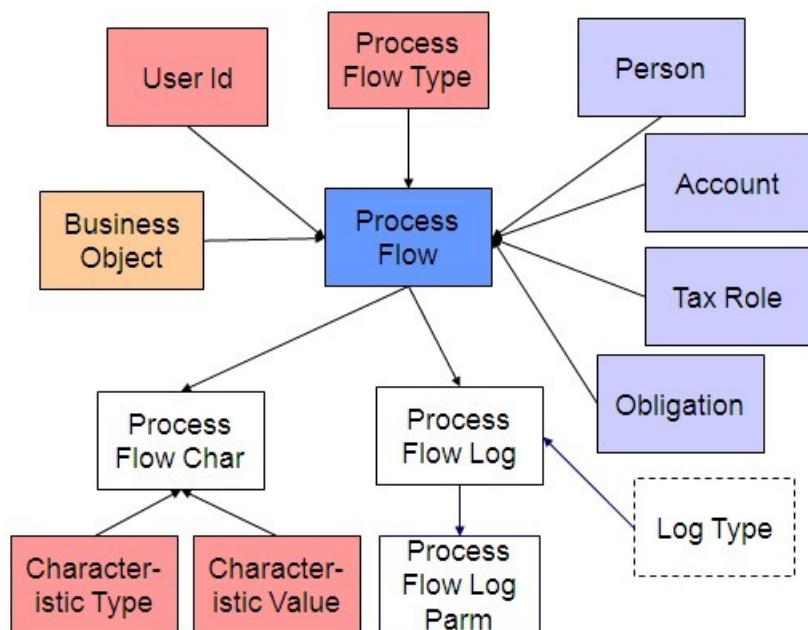 User Id
Process
Flow Type
Person
Account
Business
Object
Process
Flow
Tax Role
Obligation
Process
Flow Char
Process
Flow Log
Log Type
Character-
istic Type
Character-
istic Value
Process
Flow Log
Parm